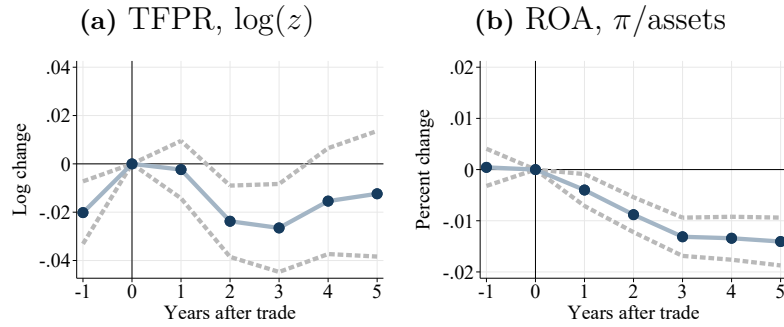 (a) TFPR, log(z)
.04
.02
0
-.02
-.04
Log change
-1 0 1 2 3 4 5
Years after trade
(b) ROA, π/assets
.02
.01
0
-.01
-.02
Percent change
-1 0 1 2 3 4 5
Years after trade